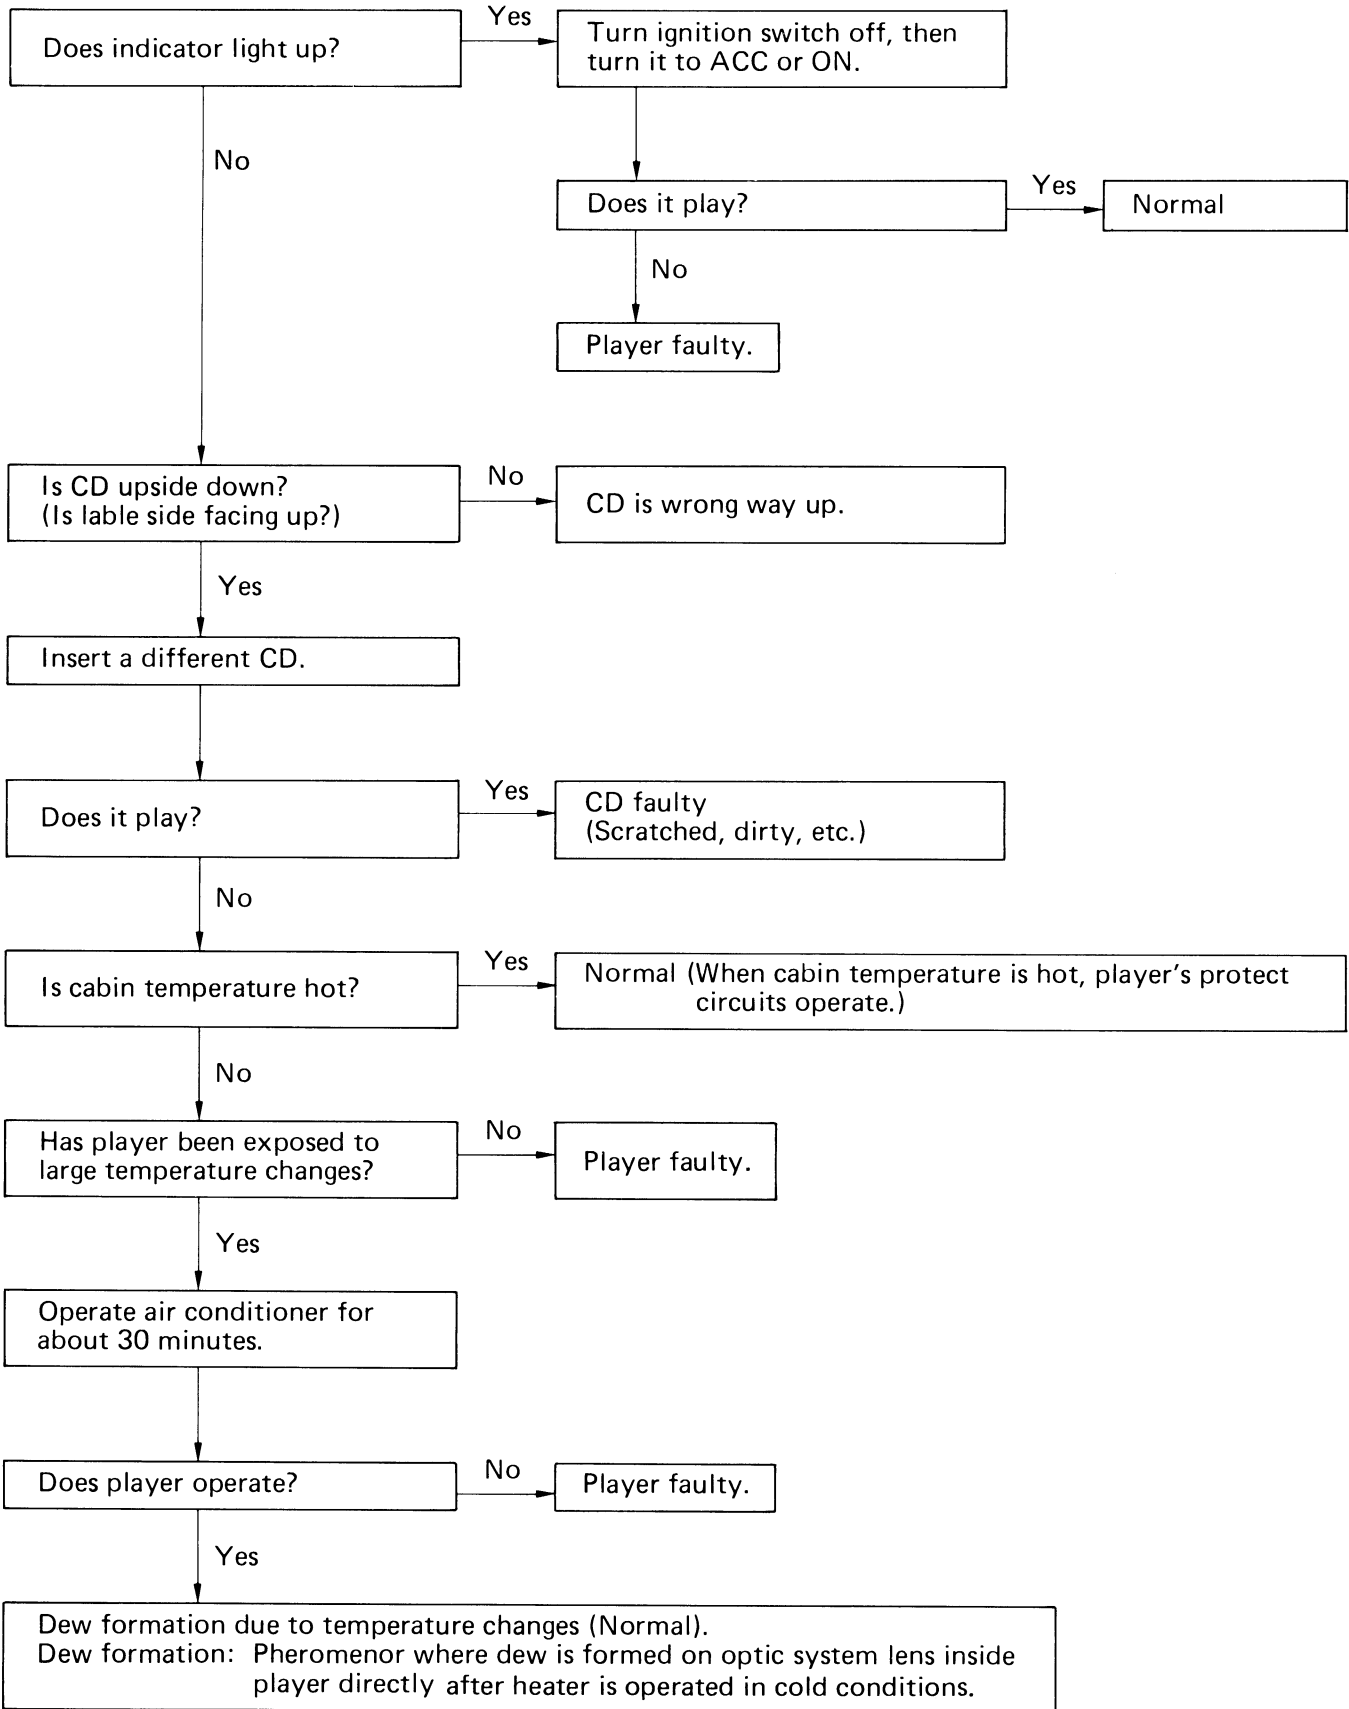 Does indicator light up?
Yes
Turn ignition switch off, then
turn it to ACC or ON.
No
Does it play?
Yes
Normal
No
Player faulty.
Is CD upside down?
(Is lable side facing up?)
No
CD is wrong way up.
Yes
Insert a different CD.
Does it play?
Yes
CD faulty
(Scratched, dirty, etc.)
No
Is cabin temperature hot?
Yes
Normal (When cabin temperature is hot, player's protect
circuits operate.)
No
Has player been exposed to
large temperature changes?
No
Player faulty.
Yes
Operate air conditioner for
about 30 minutes.
Does player operate?
No
Player faulty.
Yes
Dew formation due to temperature changes (Normal).
Dew formation: Pheromenor where dew is formed on optic system lens inside
player directly after heater is operated in cold conditions.